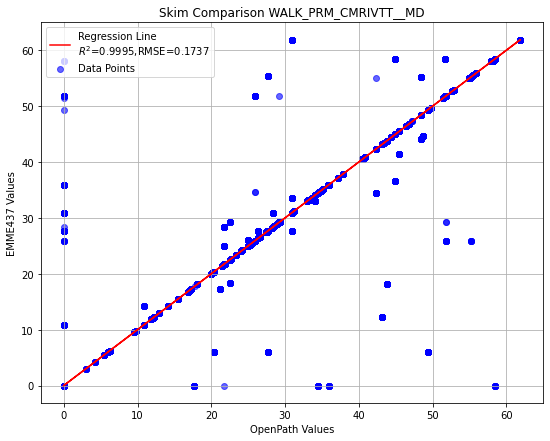 Skim Comparison WALK_PRM_CMRIVTT__MD
Regression Line
R²=0.9995,RMSE=0.1737
Data Points
EMME437 Values
60
50
40
30
20
10
0
0 10 20 30 40 50 60
OpenPath Values